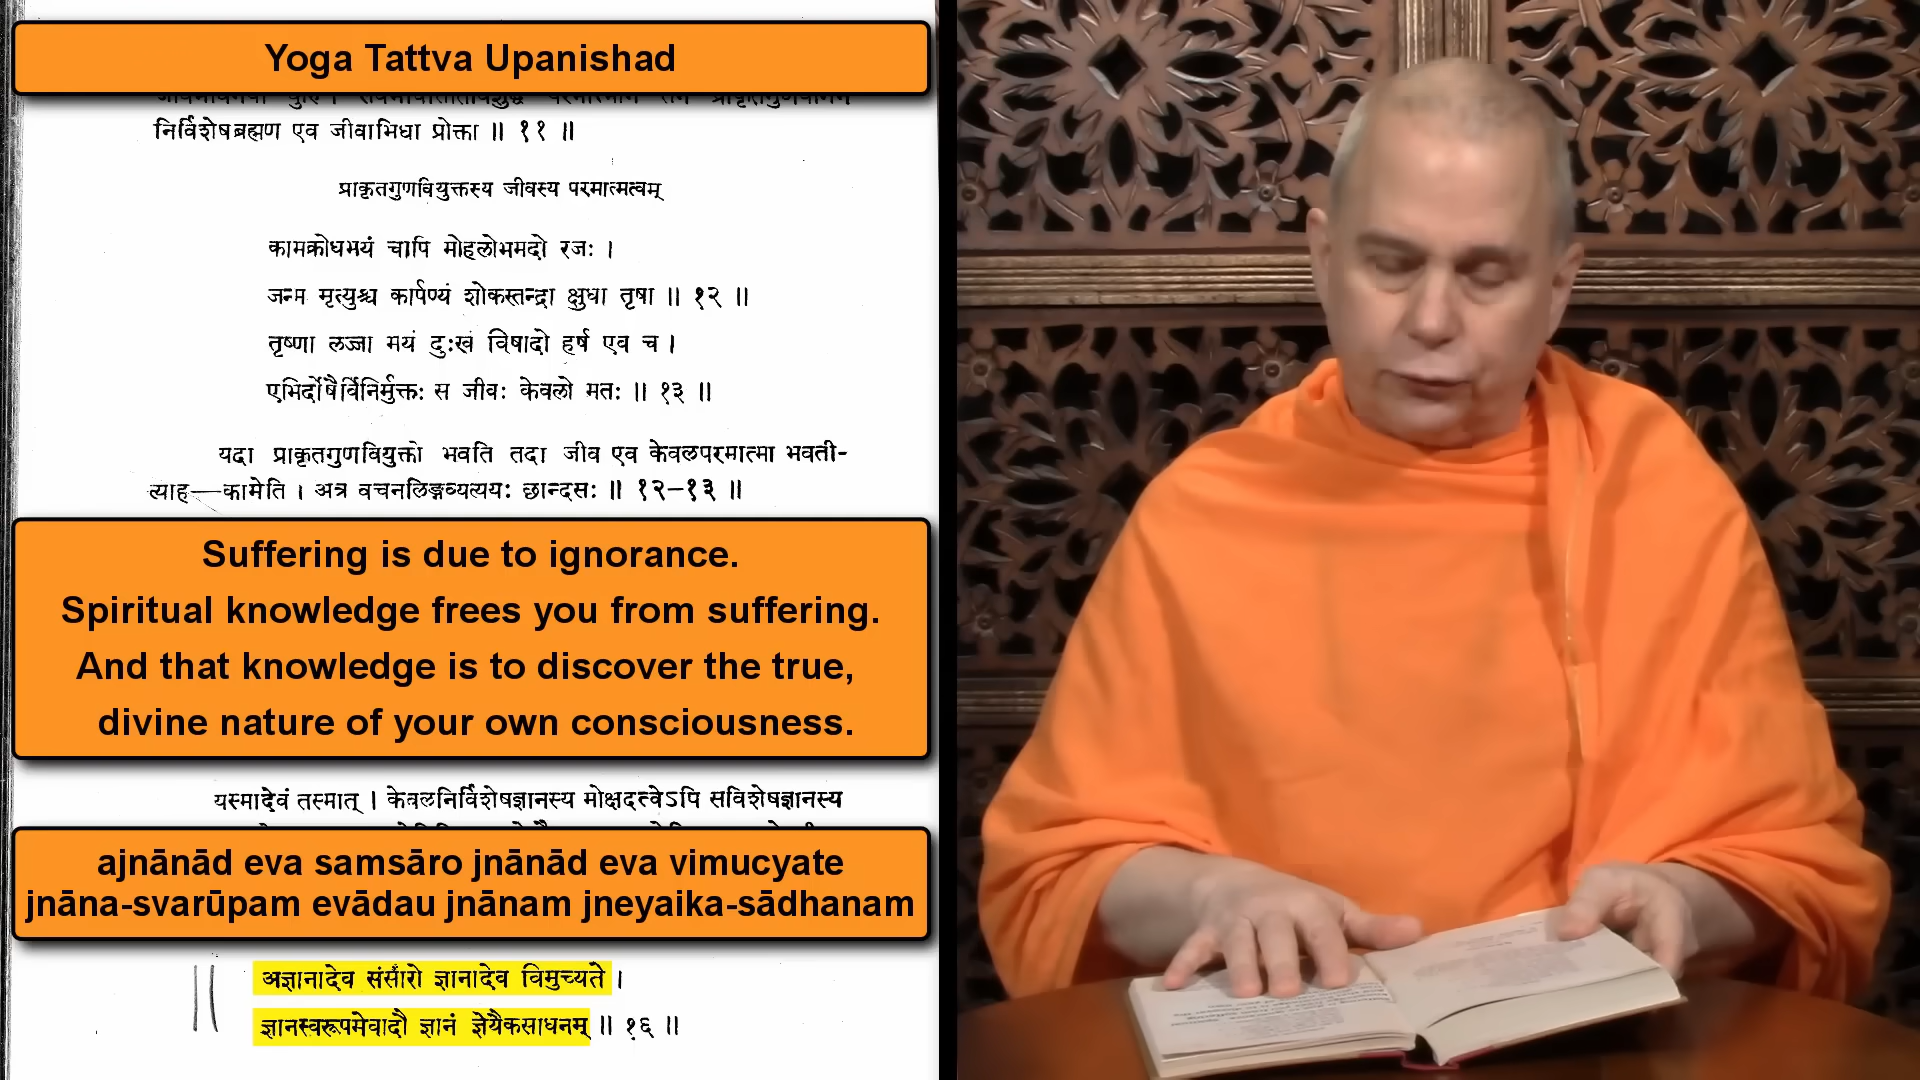 Yoga Tattva Upanishad
निर्विशेषब्रह्मण एव जीवाभिधा प्रोक्ता ॥ ११ ॥
प्राकृतगुणवियुक्तस्य जीवस्य परमात्मत्वम्
कामक्रोधभयं चापि मोहलोभमदो रजः ।
जन्म मृत्युश्च कार्पण्यं शोकस्तन्द्रा क्षुधा तृषा ॥ १२ ॥
तृष्णा लज्जा भयं दुःखं विषादो हर्ष एव च ।
एभिर्दोषैर्विनिर्मुक्तः स जीवः केवलो मतः ॥ १३ ॥
यदा प्राकृतगुणवियुक्तो भवति तदा जीव एव केवलपरमात्मा भवती-
त्याह—कामेति । अत्र वचनलिङ्गव्यत्ययः छान्दसः ॥ १२–१३ ॥
Suffering is due to ignorance.
Spiritual knowledge frees you from suffering.
And that knowledge is to discover the true,
divine nature of your own consciousness.
यस्मादेवं तस्मात् । केवलनिर्विशेषज्ञानस्य मोक्षदत्वेऽपि सविशेषज्ञानस्य
ajnānād eva samsāro jnānād eva vimucyate
jnāna-svarūpam evādau jnānam jneyaika-sādhanam
अज्ञानादेव संसारो ज्ञानादेव विमुच्यते ।
ज्ञानस्वरूपमेवादौ ज्ञानं ज्ञेयैकसाधनम् ॥ १६ ॥